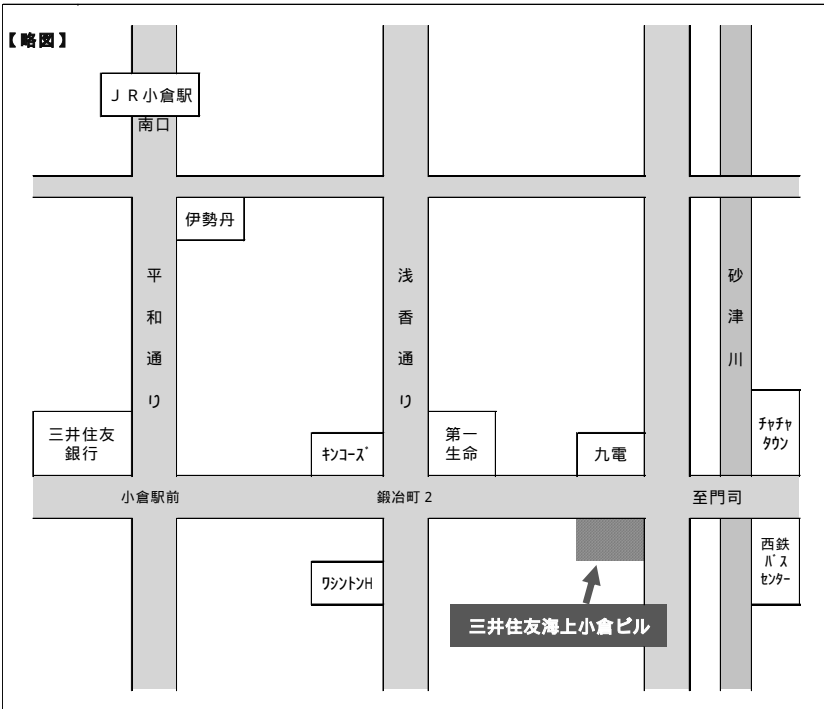 【略図】
ＪＲ小倉駅
南口
伊勢丹
平和通り
浅香通り
砂津川
三井住友
銀行
ｷﾝｺｰｽﾞ
第一
生命
九電
ﾁｬﾁｬ
ﾀｳﾝ
小倉駅前
鍛冶町２
至門司
ﾜｼﾝﾄﾝH
西鉄
ﾊﾞｽ
ｾﾝﾀｰ
三井住友海上小倉ビル